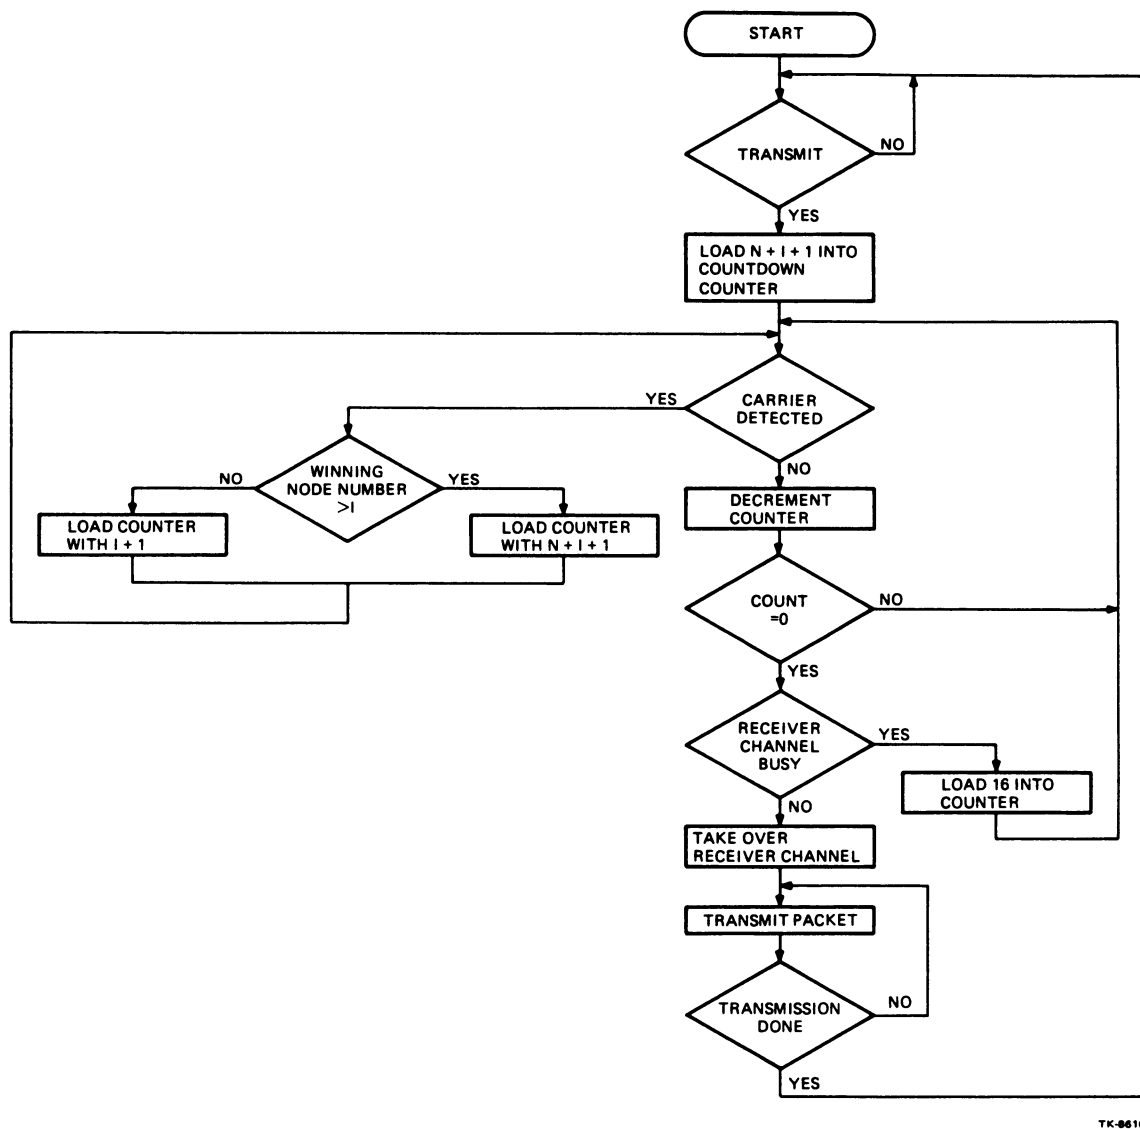 START
TRANSMIT
NO
YES
LOAD N + I + 1 INTO
COUNTDOWN
COUNTER
CARRIER
DETECTED
YES
NO
WINNING
NODE NUMBER
>I
NO
YES
LOAD COUNTER
WITH I + 1
LOAD COUNTER
WITH N + I + 1
DECREMENT
COUNTER
COUNT
=0
NO
YES
RECEIVER
CHANNEL
BUSY
YES
LOAD 16 INTO
COUNTER
NO
TAKE OVER
RECEIVER CHANNEL
TRANSMIT PACKET
TRANSMISSION
DONE
NO
YES